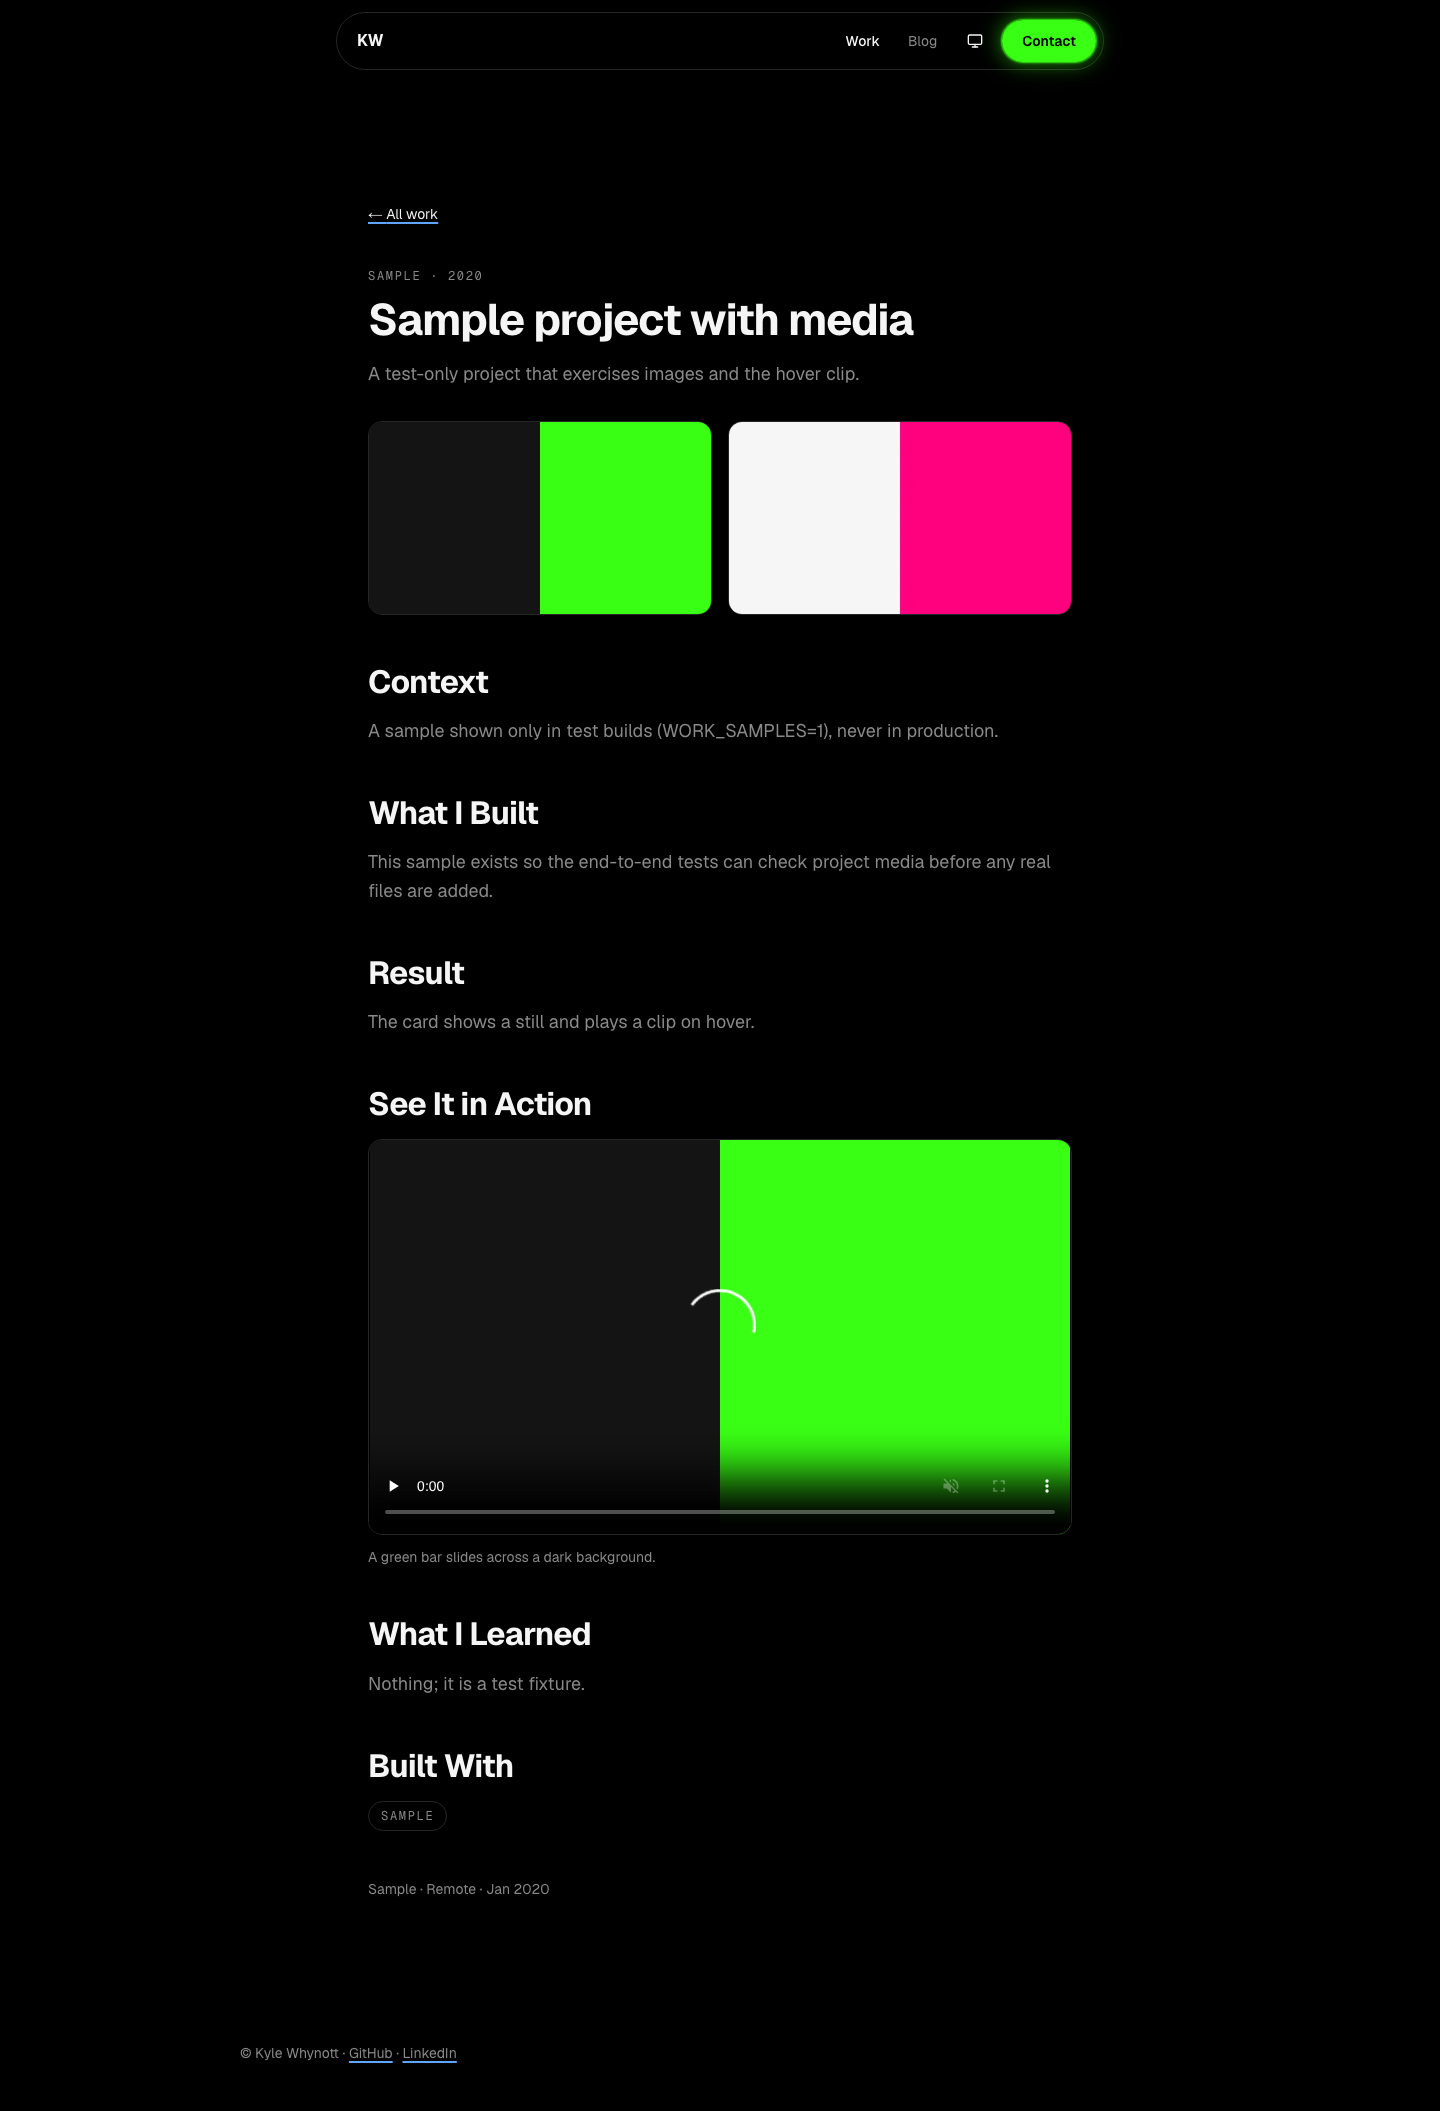 KW
Work
Blog
Contact
← All work
SAMPLE · 2020
Sample project with media
A test-only project that exercises images and the hover clip.
Context
A sample shown only in test builds (WORK_SAMPLES=1), never in production.
What I Built
This sample exists so the end-to-end tests can check project media before any real
files are added.
Result
The card shows a still and plays a clip on hover.
See It in Action
0:00
A green bar slides across a dark background.
What I Learned
Nothing; it is a test fixture.
Built With
SAMPLE
Sample · Remote · Jan 2020
© Kyle Whynott · GitHub · LinkedIn